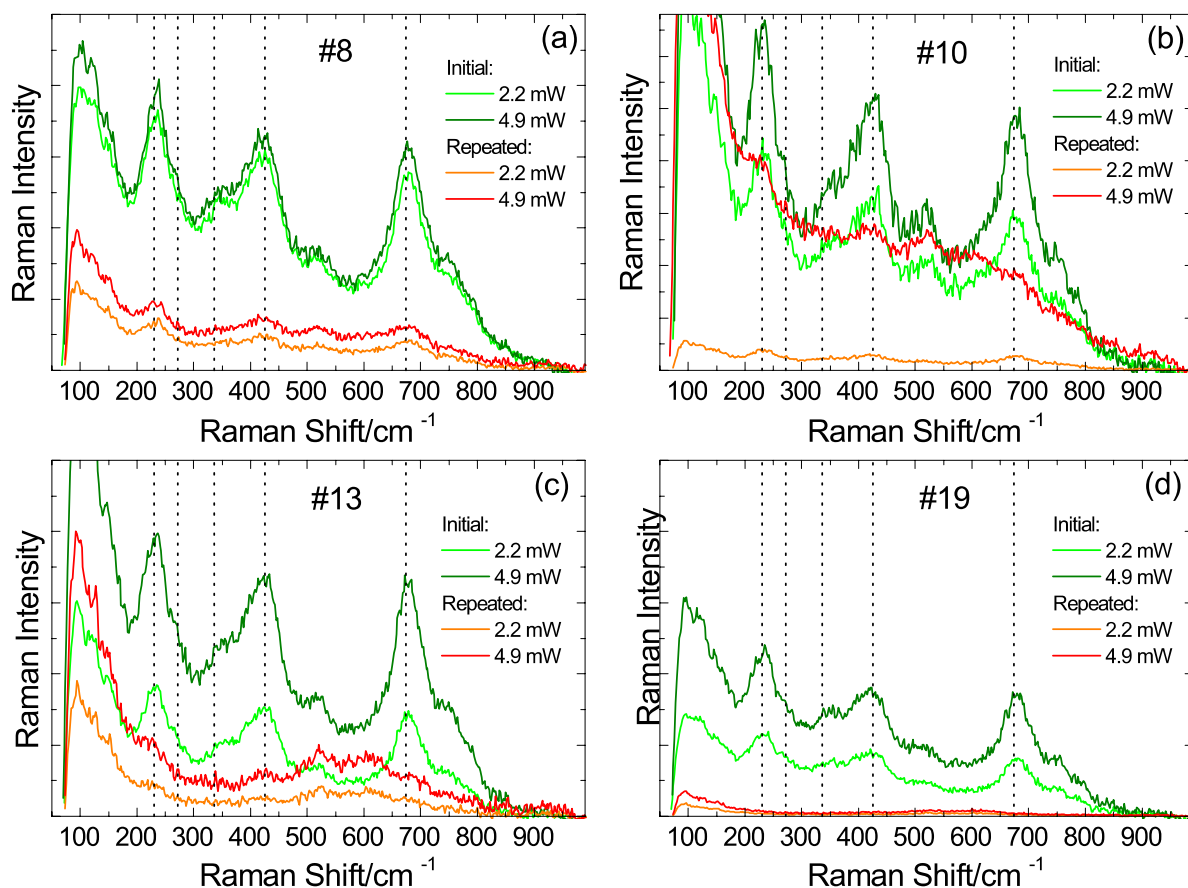 (a)
#8
Initial:
2.2 mW
4.9 mW
Repeated:
2.2 mW
4.9 mW
Raman Intensity
100 200 300 400 500 600 700 800 900
Raman Shift/cm -1
(b)
#10
Initial:
2.2 mW
4.9 mW
Repeated:
2.2 mW
4.9 mW
Raman Intensity
100 200 300 400 500 600 700 800 900
Raman Shift/cm -1
(c)
#13
Initial:
2.2 mW
4.9 mW
Repeated:
2.2 mW
4.9 mW
Raman Intensity
100 200 300 400 500 600 700 800 900
Raman Shift/cm -1
(d)
#19
Initial:
2.2 mW
4.9 mW
Repeated:
2.2 mW
4.9 mW
Raman Intensity
100 200 300 400 500 600 700 800 900
Raman Shift/cm -1